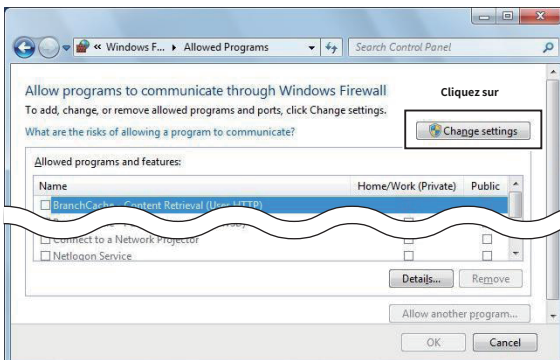 « Windows F... ▸ Allowed Programs
Search Control Panel
Allow programs to communicate through Windows Firewall
Cliquez sur
To add, change, or remove allowed programs and ports, click Change settings.
What are the risks of allowing a program to communicate?
Change settings
Allowed programs and features:
Name Home/Work (Private) Public
BranchCache - Content Retrieval (Uses HTTP)
Connect to a Network Projector
Netlogon Service
Details... Remove
Allow another program...
OK Cancel